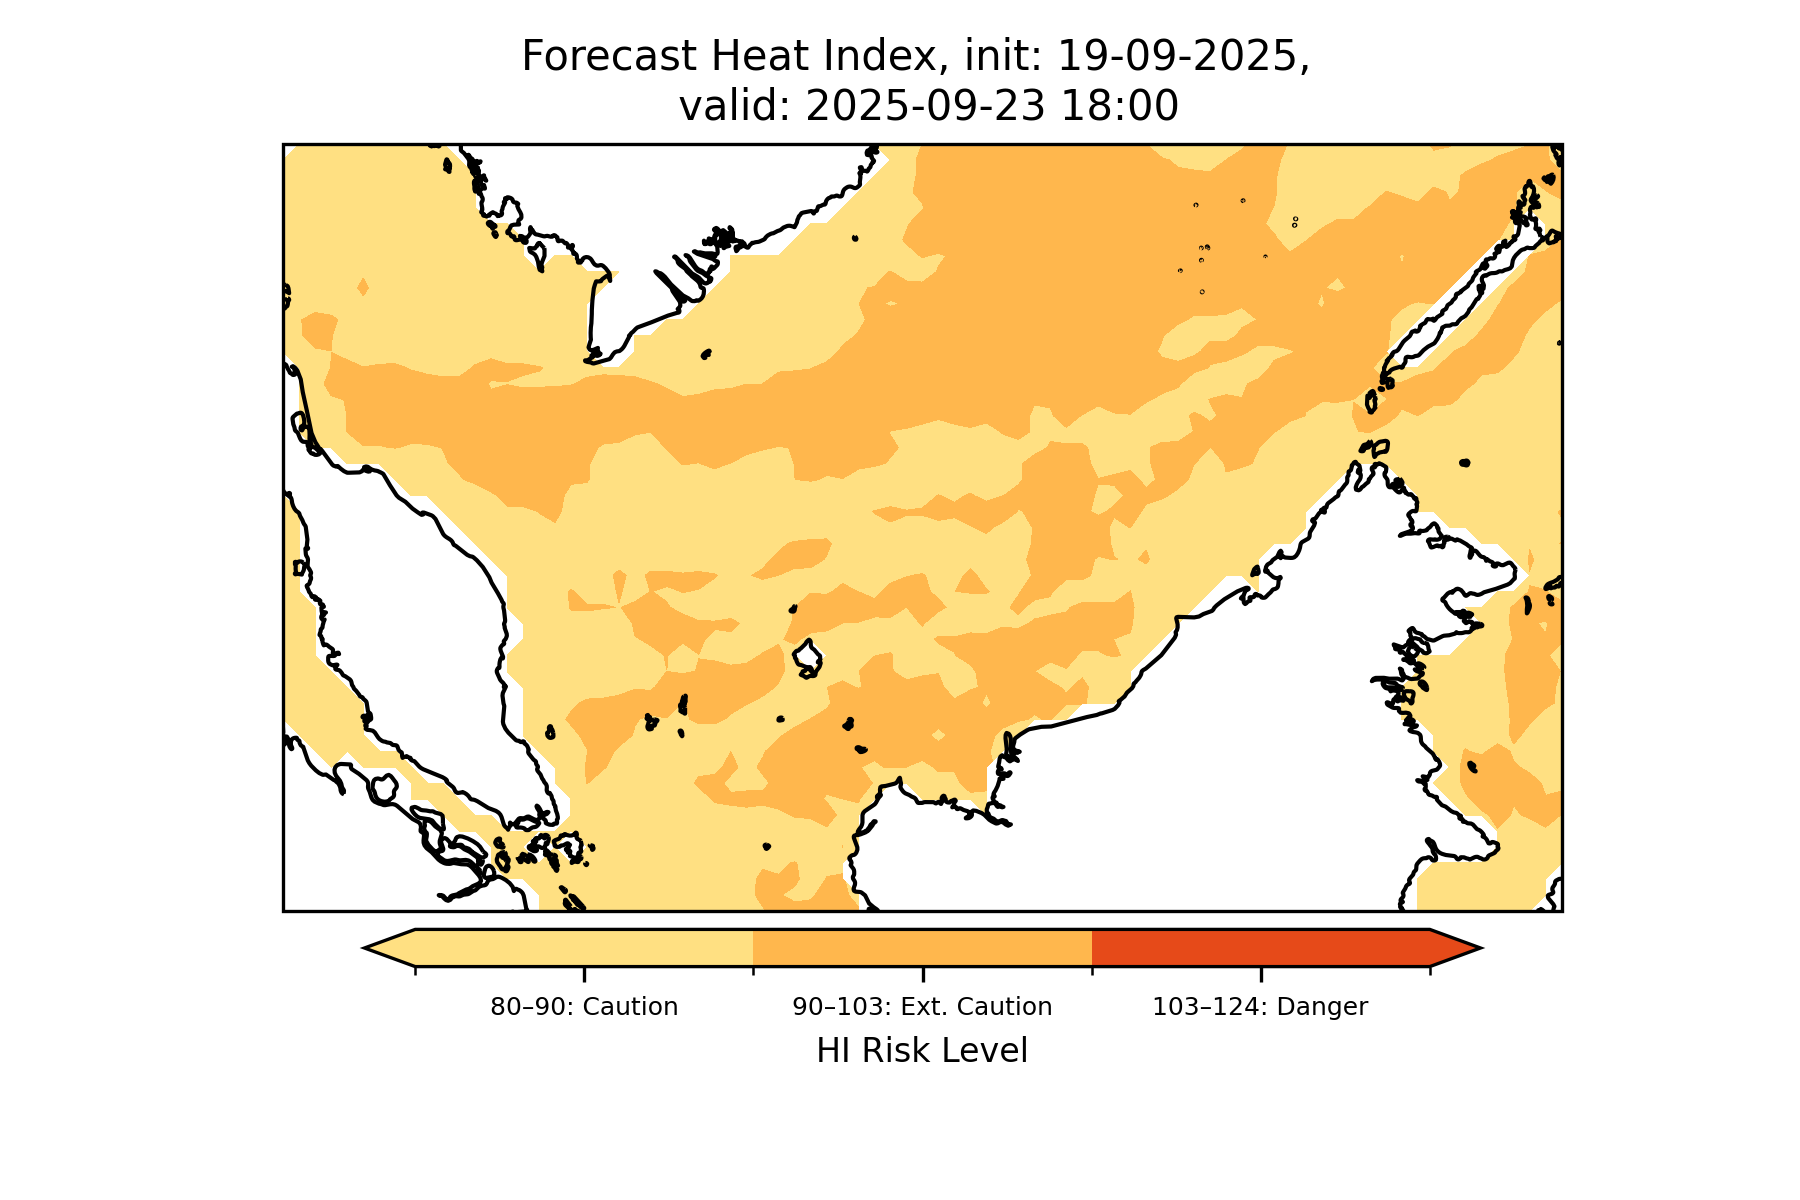 Forecast Heat Index, init: 19-09-2025,
valid: 2025-09-23 18:00
80–90: Caution
90–103: Ext. Caution
103–124: Danger
HI Risk Level